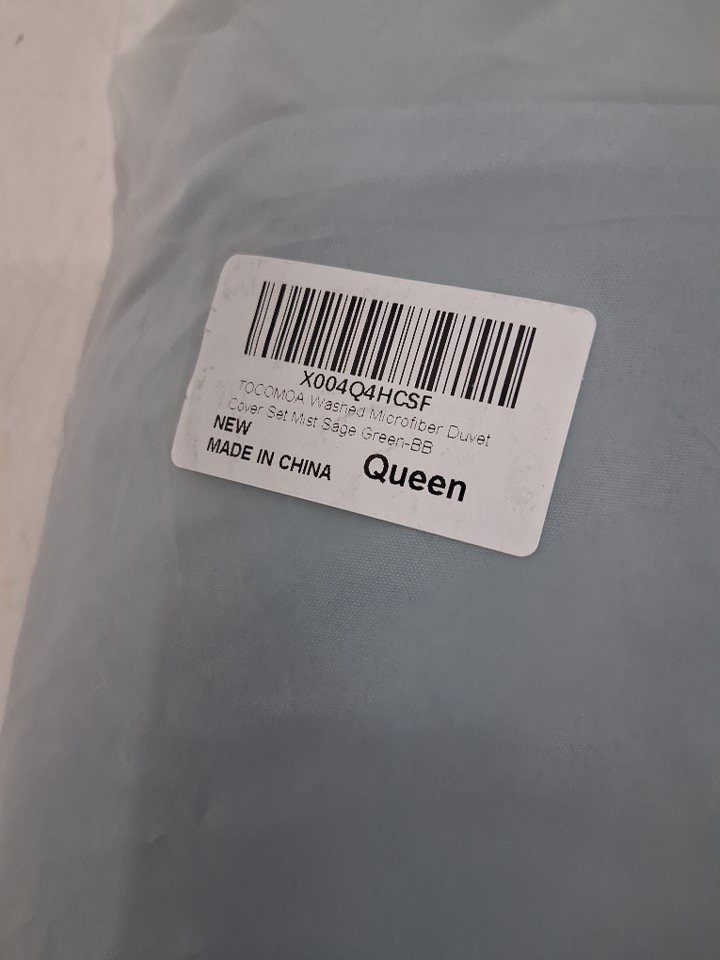 X004Q4HCSF
TOCOMOA Washed Microfiber Duvet
Cover Set Mist Sage Green-BB
NEW
MADE IN CHINA
Queen